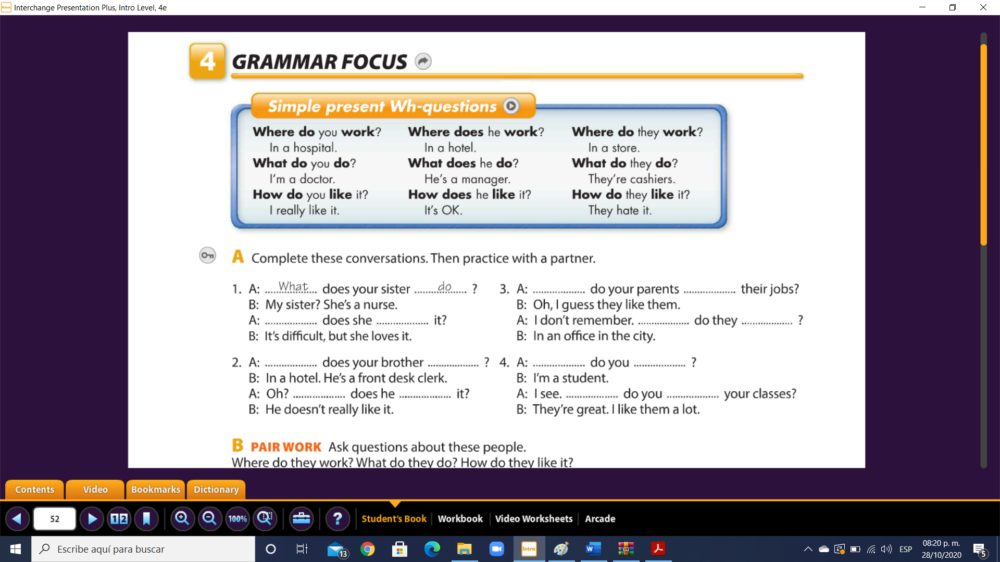 Interchange Presentation Plus, Intro Level, 4e
4 GRAMMAR FOCUS
Simple present Wh-questions
Where do you work?
In a hospital.
What do you do?
I'm a doctor.
How do you like it?
I really like it.
Where does he work?
In a hotel.
What does he do?
He's a manager.
How does he like it?
It's OK.
Where do they work?
In a store.
What do they do?
They're cashiers.
How do they like it?
They hate it.
A Complete these conversations. Then practice with a partner.
1. A: What does your sister do ?
B: My sister? She's a nurse.
A: .................... does she .................... it?
B: It's difficult, but she loves it.
2. A: .................... does your brother .................... ?
B: In a hotel. He's a front desk clerk.
A: Oh? .................... does he .................... it?
B: He doesn't really like it.
3. A: .................... do your parents .................... their jobs?
B: Oh, I guess they like them.
A: I don't remember. .................... do they .................... ?
B: In an office in the city.
4. A: .................... do you .................... ?
B: I'm a student.
A: I see. .................... do you .................... your classes?
B: They're great. I like them a lot.
B PAIR WORK Ask questions about these people.
Where do they work? What do they do? How do they like it?
Contents Video Bookmarks Dictionary
52 1 2 100% ? Student's Book Workbook Video Worksheets Arcade
Escribe aquí para buscar
13
Intro
W
ESP
08:20 p. m.
28/10/2020
5